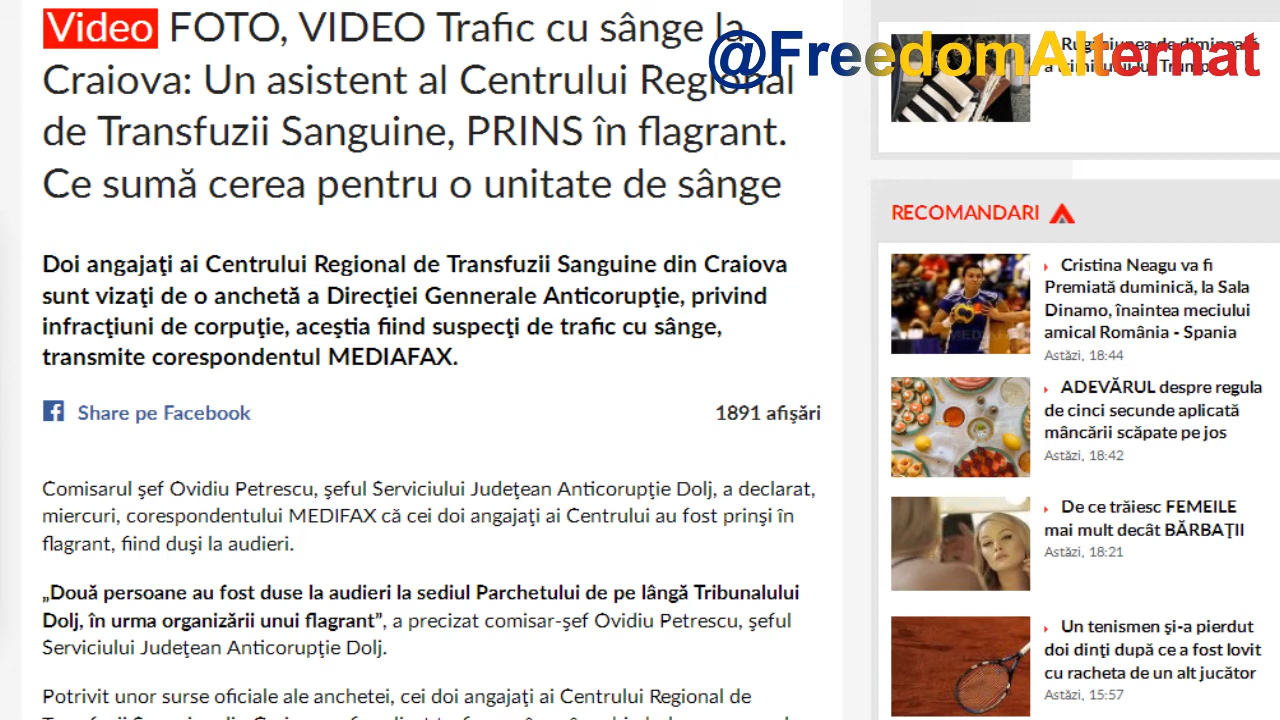 Video FOTO, VIDEO Trafic cu sânge la
Craiova: Un asistent al Centrului Regional
de Transfuzii Sanguine, PRINS în flagrant.
Ce sumă cerea pentru o unitate de sânge
Doi angajaţi ai Centrului Regional de Transfuzii Sanguine din Craiova
sunt vizaţi de o anchetă a Direcţiei Gennerale Anticorupţie, privind
infracţiuni de corpuţie, aceştia fiind suspecţi de trafic cu sânge,
transmite corespondentul MEDIAFAX.
Share pe Facebook
1891 afişări
Comisarul şef Ovidiu Petrescu, şeful Serviciului Judeţean Anticorupţie Dolj, a declarat,
miercuri, corespondentului MEDIFAX că cei doi angajaţi ai Centrului au fost prinşi în
flagrant, fiind duşi la audieri.
„Două persoane au fost duse la audieri la sediul Parchetului de pe lângă Tribunalului
Dolj, în urma organizării unui flagrant”, a precizat comisar-şef Ovidiu Petrescu, şeful
Serviciului Judeţean Anticorupţie Dolj.
Potrivit unor surse oficiale ale anchetei, cei doi angajaţi ai Centrului Regional de
@FreedomAlternat
RECOMANDARI
Cristina Neagu va fi
Premiată duminică, la Sala
Dinamo, înaintea meciului
amical România - Spania
Astăzi, 18:44
ADEVĂRUL despre regula
de cinci secunde aplicată
mâncării scăpate pe jos
Astăzi, 18:42
De ce trăiesc FEMEILE
mai mult decât BĂRBAŢII
Astăzi, 18:21
Un tenismen şi-a pierdut
doi dinţi după ce a fost lovit
cu racheta de un alt jucător
Astăzi, 15:57